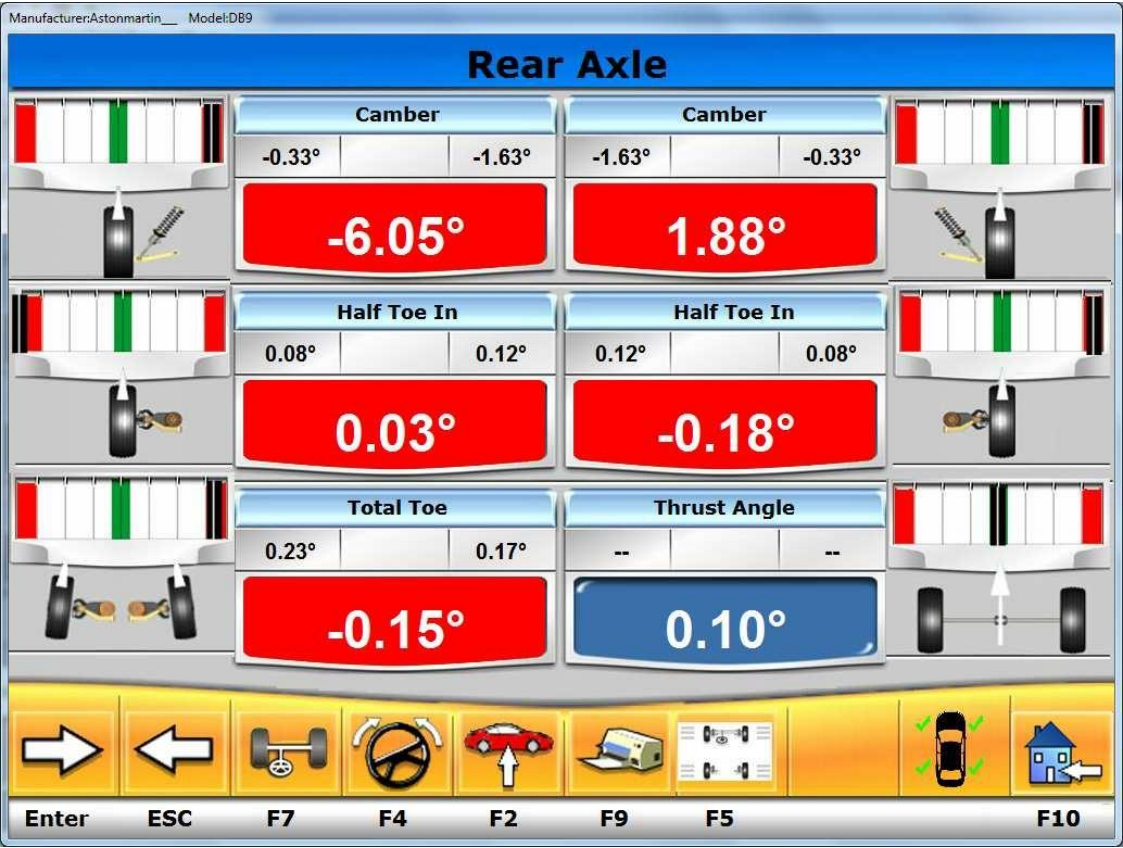 Manufacturer:Astonmartin__ Model:DB9
Rear Axle
Camber Camber
-0.33° -1.63° -1.63° -0.33°
-6.05° 1.88°
Half Toe In Half Toe In
0.08° 0.12° 0.12° 0.08°
0.03° -0.18°
Total Toe Thrust Angle
0.23° 0.17° -- --
-0.15° 0.10°
Enter ESC F7 F4 F2 F9 F5 F10